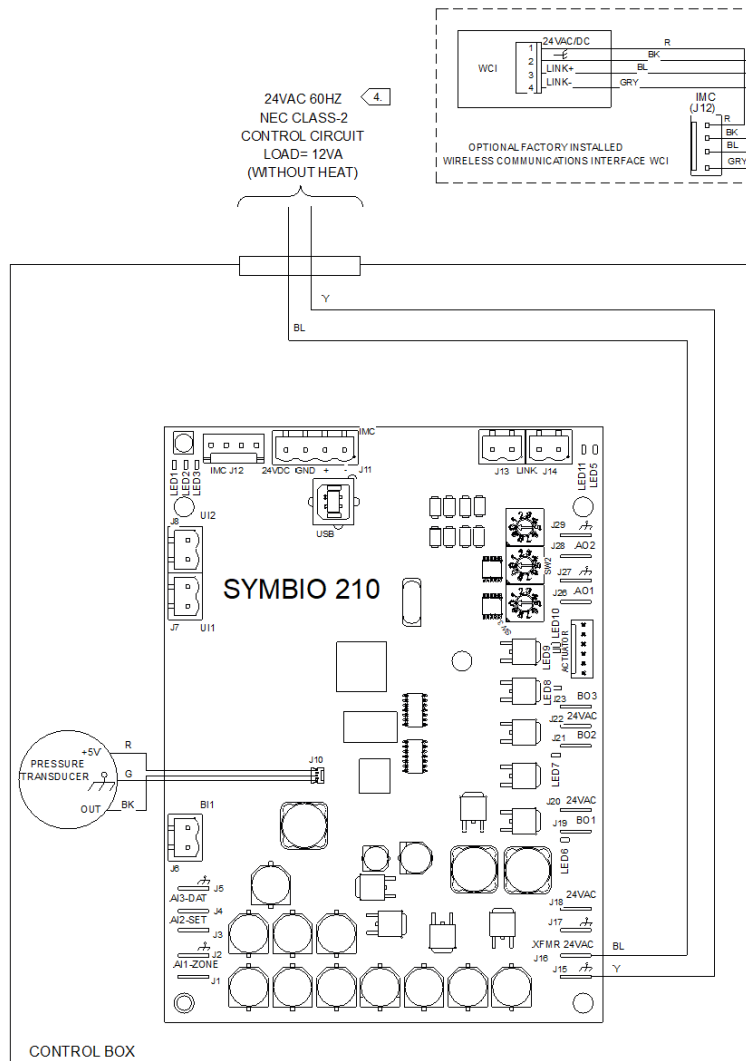 24VAC/DC
R
1
2
3
4
BK
WCI
LINK+
BL
LINK-
GRY
IMC
(J12)
R
BK
BL
GRY
OPTIONAL FACTORY INSTALLED
WIRELESS COMMUNICATIONS INTERFACE WCI
24VAC 60HZ
4.
NEC CLASS-2
CONTROL CIRCUIT
LOAD= 12VA
(WITHOUT HEAT)
Y
BL
IMC
IMC J12
24VDC
GND
+
-
J11
J13
LINK
J14
LED1
LED2
LED3
LED11
LED5
USB
J8
UI2
J7
UI1
SYMBIO 210
SW2
J29
J28
AO2
J27
J26
AO1
LED10
LED9
ACTUATOR
LED8
J23
BO3
J22
24VAC
J21
BO2
LED7
J20
24VAC
J19
BO1
LED6
+5V
R
PRESSURE
TRANSDUCER
G
OUT
BK
J10
BI1
J6
J5
AI3-DAT
J4
AI2-SET
J3
J2
AI1-ZONE
J1
24VAC
J18
J17
XFMR 24VAC
BL
J16
J15
Y
CONTROL BOX